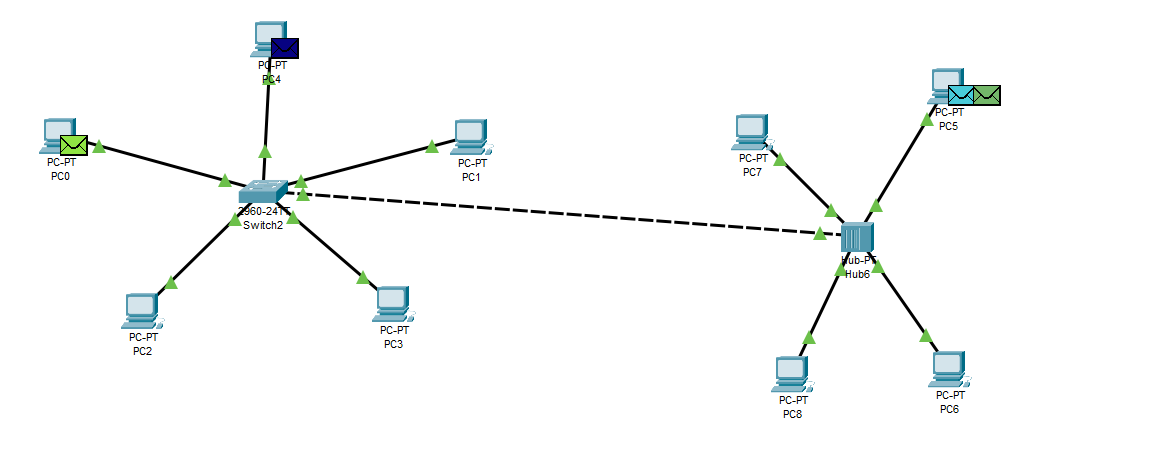 PC-PT
PC4
PC-PT
PC0
PC-PT
PC1
2960-24TT
Switch2
PC-PT
PC2
PC-PT
PC3
PC-PT
PC5
PC-PT
PC7
Hub-PT
Hub6
PC-PT
PC8
PC-PT
PC6